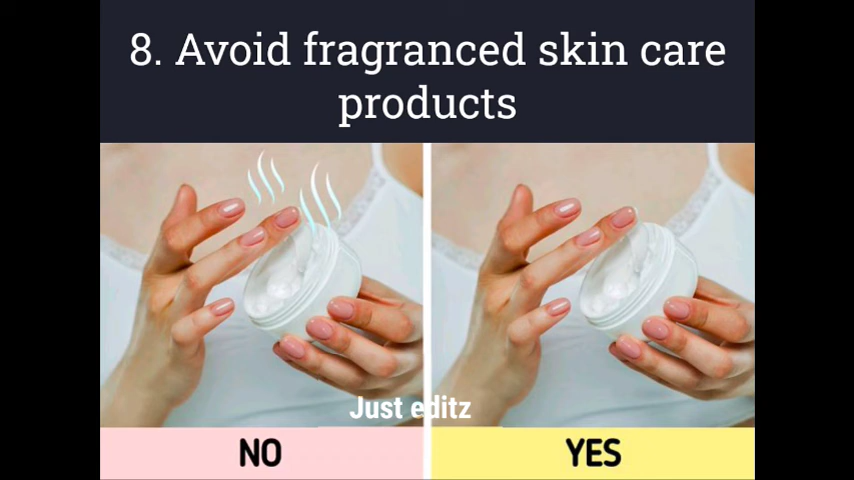 8. Avoid fragranced skin care
products
Just editz
NO
YES